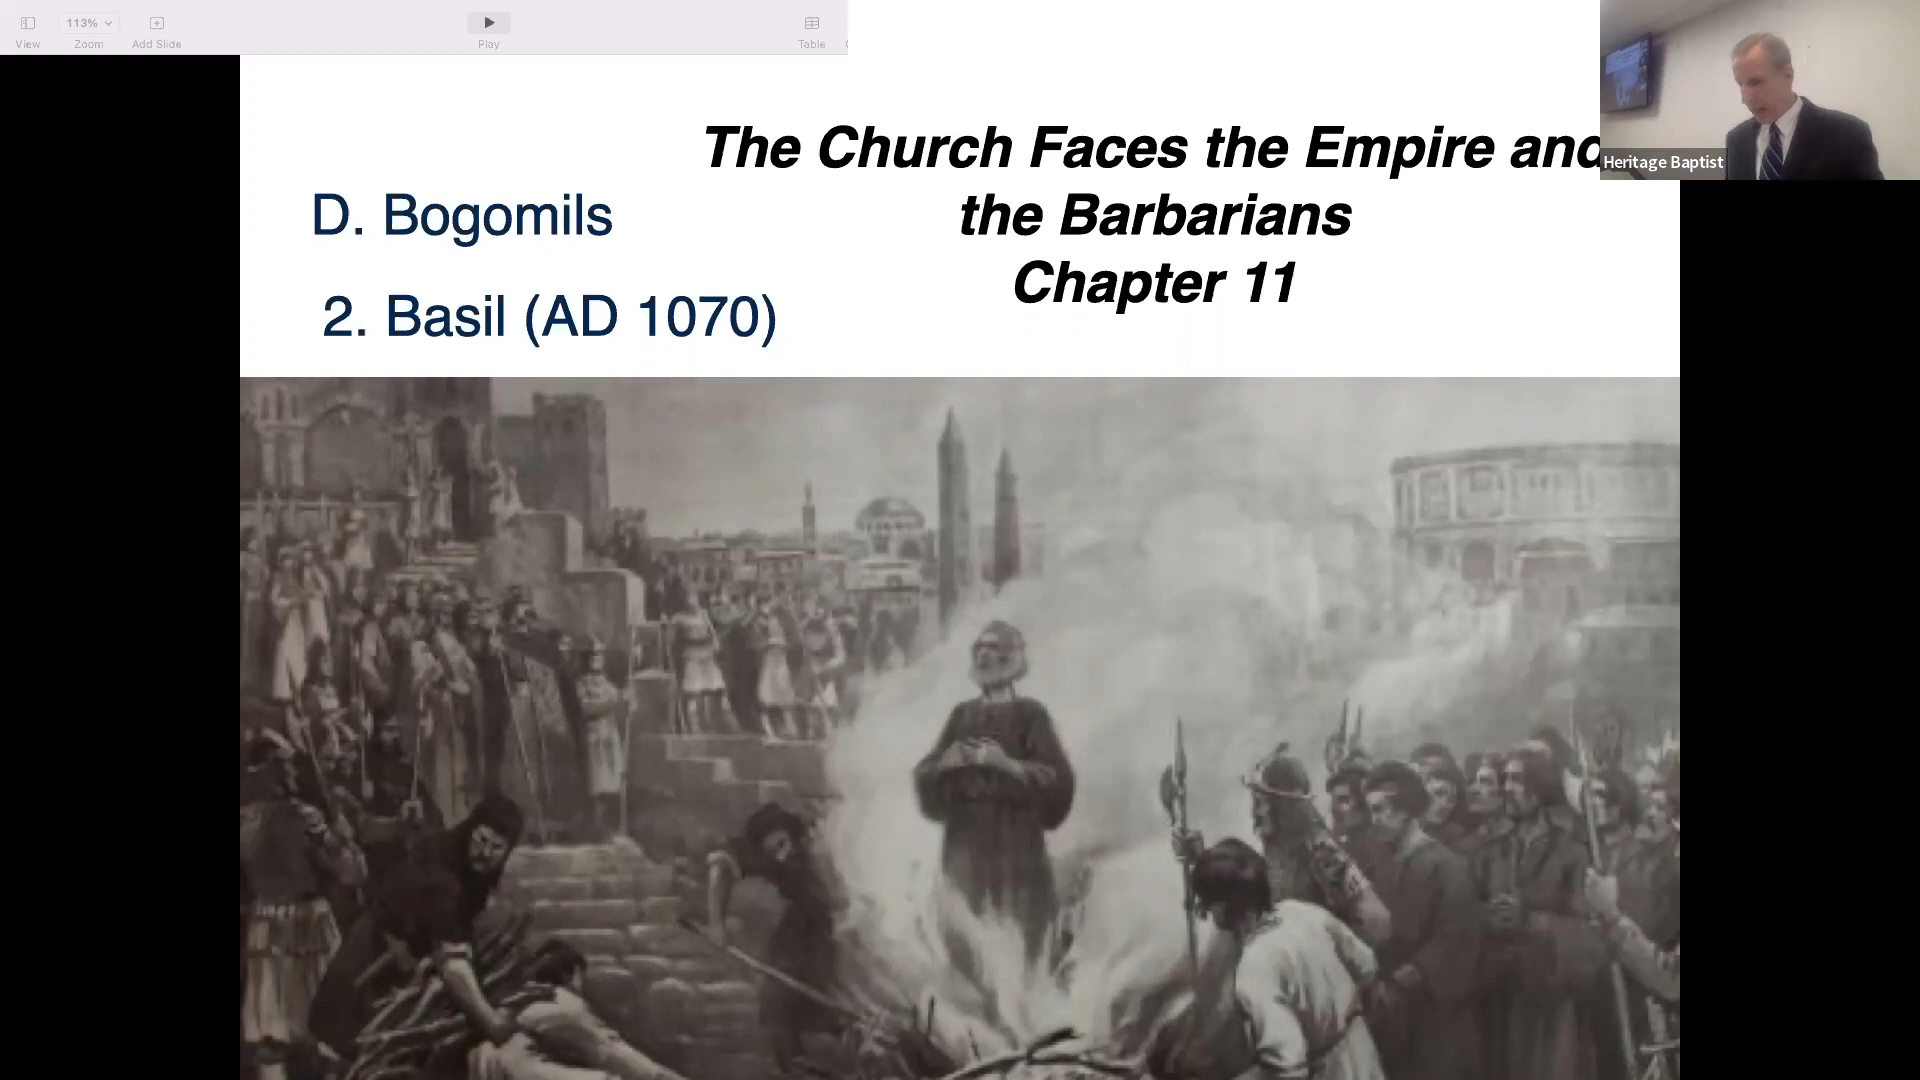 113%
View
Zoom
Add Slide
Play
Table
The Church Faces the Empire and
the Barbarians
Chapter 11
D. Bogomils
2. Basil (AD 1070)
Heritage Baptist